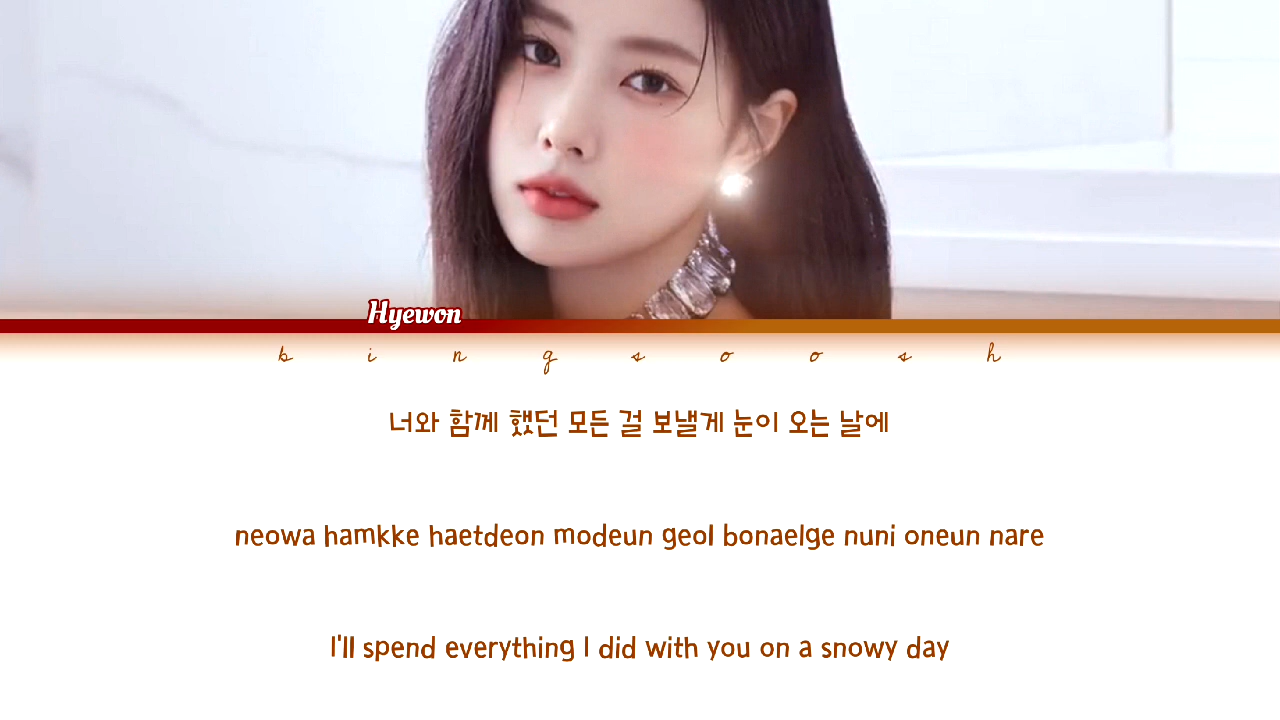 Hyewon
bingsoosh
너와 함께 했던 모든 걸 보낼게 눈이 오는 날에
neowa hamkke haetdeon modeun geol bonaelge nuni oneun nare
I'll spend everything I did with you on a snowy day